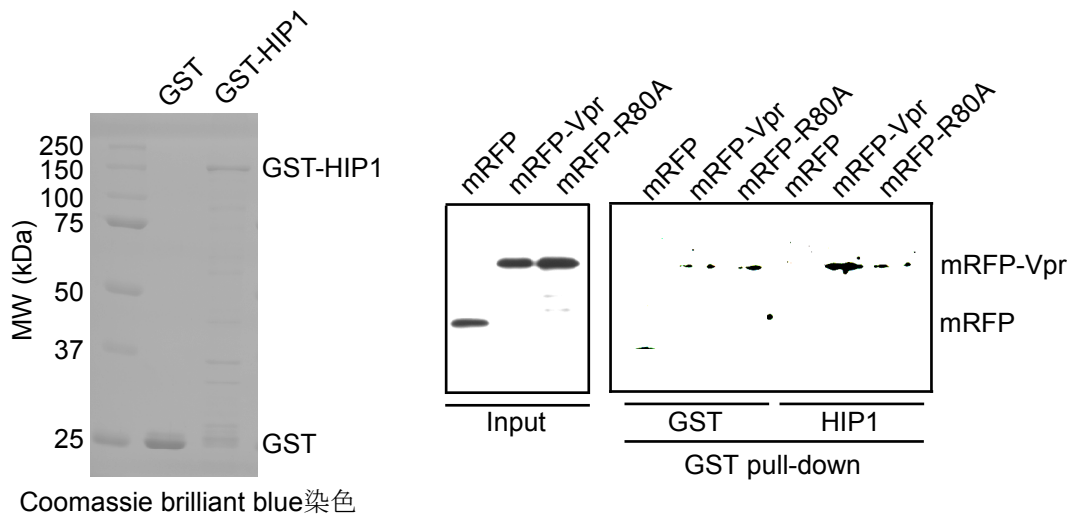 GST
GST-HIP1
MW (kDa)
250
150
100
75
50
37
25
GST-HIP1
GST
Coomassie brilliant blue染色
mRFP
mRFP-Vpr
mRFP-R80A
Input
mRFP
mRFP-Vpr
mRFP-R80A
mRFP
mRFP-Vpr
mRFP-R80A
mRFP-Vpr
mRFP
GST
HIP1
GST pull-down